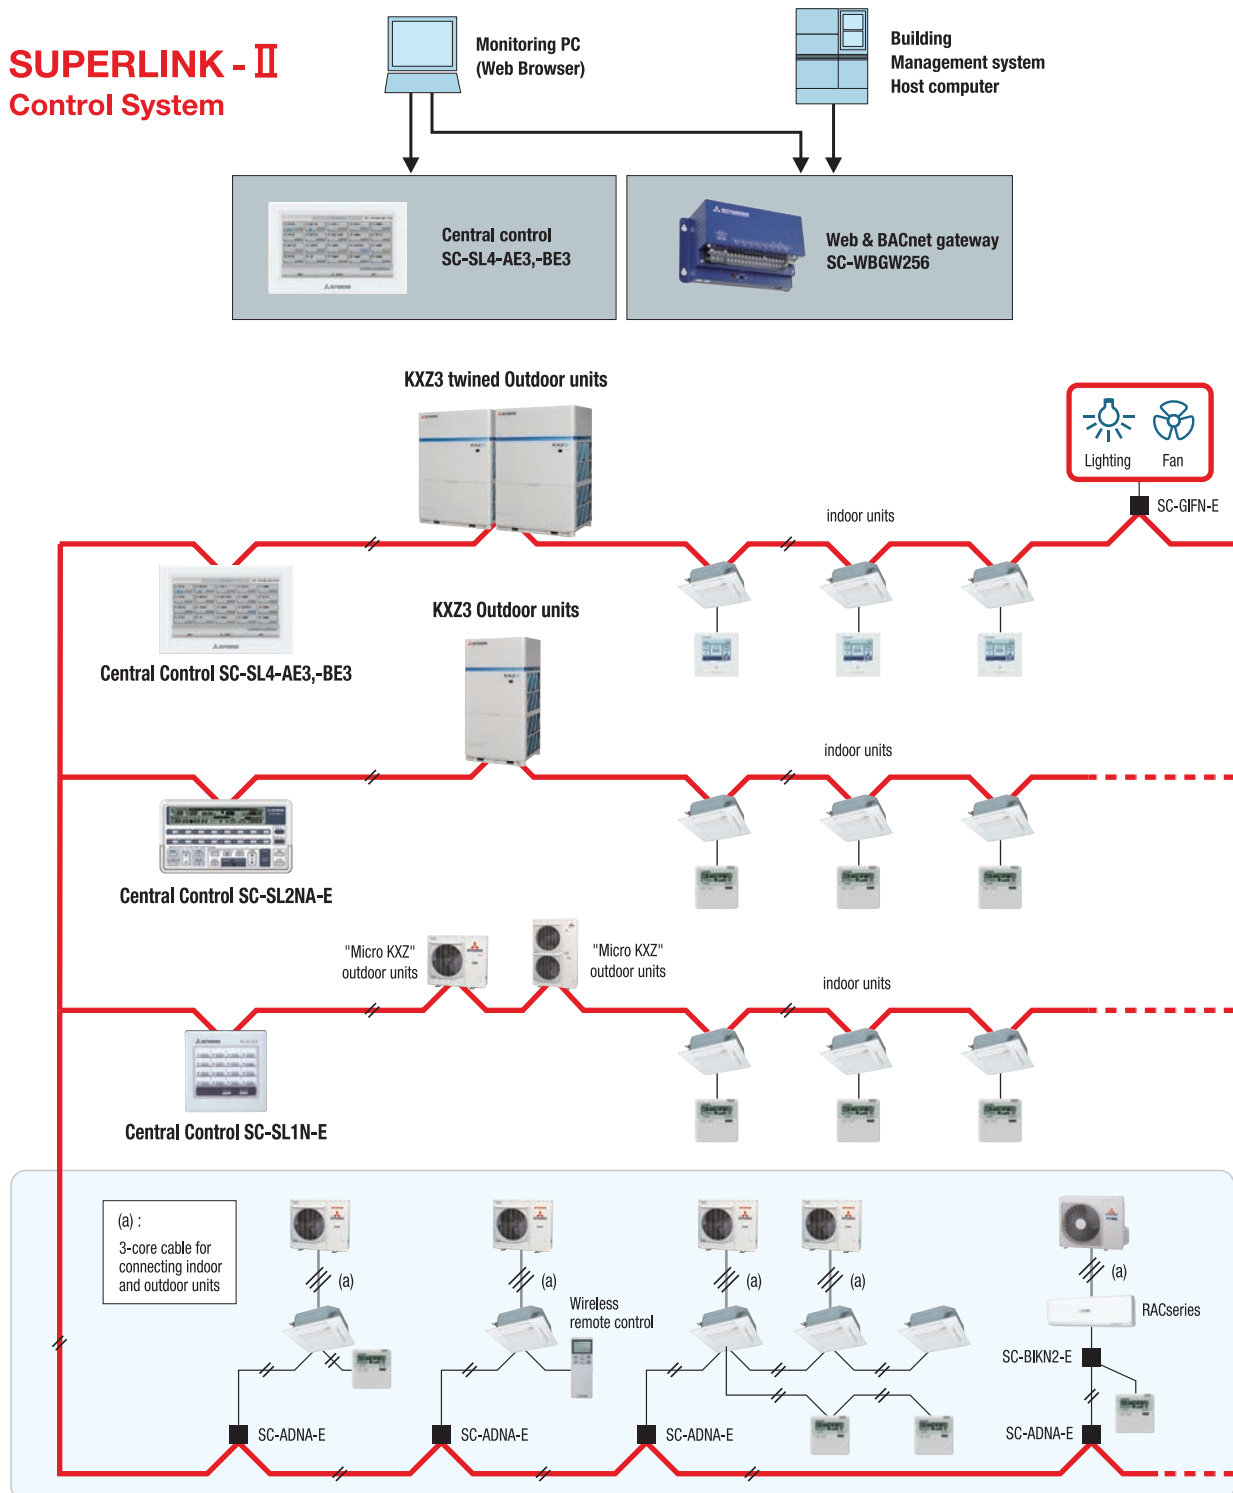 SUPERLINK - II
Control System
Monitoring PC
(Web Browser)
Building
Management system
Host computer
Central control
SC-SL4-AE3,-BE3
Web & BACnet gateway
SC-WBGW256
KXZ3 twined Outdoor units
Lighting
Fan
SC-GIFN-E
indoor units
Central Control SC-SL4-AE3,-BE3
KXZ3 Outdoor units
indoor units
Central Control SC-SL2NA-E
"Micro KXZ"
outdoor units
"Micro KXZ"
outdoor units
indoor units
Central Control SC-SL1N-E
(a) :
3-core cable for
connecting indoor
and outdoor units
(a)
(a)
(a)
(a)
(a)
Wireless
remote control
RACseries
SC-BIKN2-E
SC-ADNA-E
SC-ADNA-E
SC-ADNA-E
SC-ADNA-E